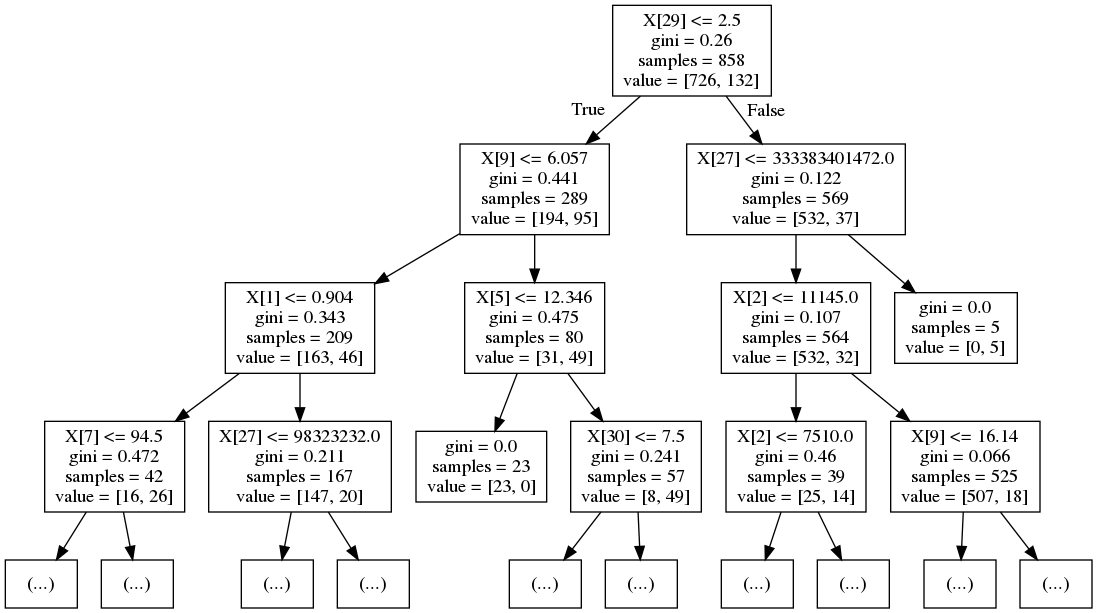 X[29] <= 2.5
gini = 0.26
samples = 858
value = [726, 132]
True
False
X[9] <= 6.057
gini = 0.441
samples = 289
value = [194, 95]
X[27] <= 333383401472.0
gini = 0.122
samples = 569
value = [532, 37]
X[1] <= 0.904
gini = 0.343
samples = 209
value = [163, 46]
X[5] <= 12.346
gini = 0.475
samples = 80
value = [31, 49]
X[2] <= 11145.0
gini = 0.107
samples = 564
value = [532, 32]
gini = 0.0
samples = 5
value = [0, 5]
X[7] <= 94.5
gini = 0.472
samples = 42
value = [16, 26]
X[27] <= 98323232.0
gini = 0.211
samples = 167
value = [147, 20]
gini = 0.0
samples = 23
value = [23, 0]
X[30] <= 7.5
gini = 0.241
samples = 57
value = [8, 49]
X[2] <= 7510.0
gini = 0.46
samples = 39
value = [25, 14]
X[9] <= 16.14
gini = 0.066
samples = 525
value = [507, 18]
(...)
(...)
(...)
(...)
(...)
(...)
(...)
(...)
(...)
(...)